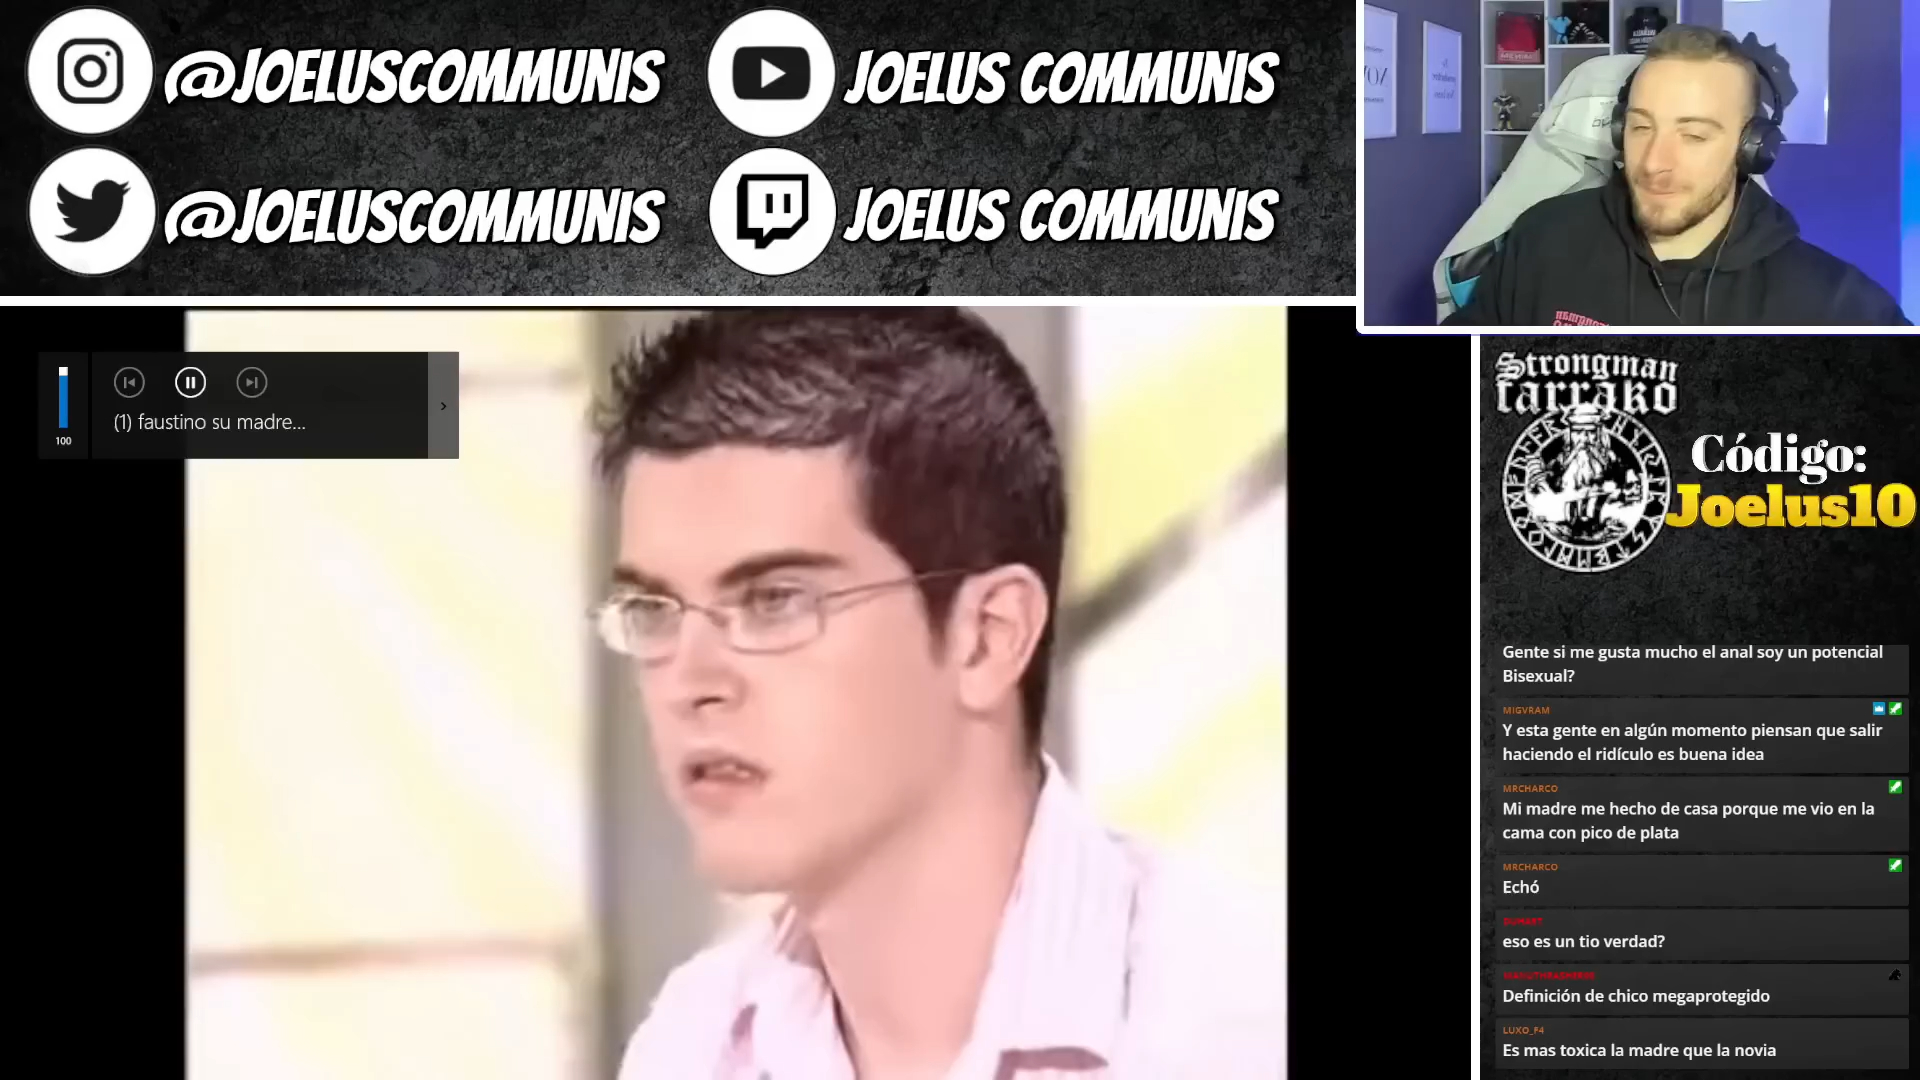 @JOELUSCOMMUNIS
JOELUS COMMUNIS
@JOELUSCOMMUNIS
JOELUS COMMUNIS
(1) faustino su madre...
100
Strongman
Tarrako
Código:
Joelus10
Gente si me gusta mucho el anal soy un potencial
Bisexual?
MIGVRAM
Y esta gente en algún momento piensan que salir
haciendo el ridículo es buena idea
MRCHARCO
Mi madre me hecho de casa porque me vio en la
cama con pico de plata
MRCHARCO
Echó
eso es un tio verdad?
Definición de chico megaprotegido
LUXO_F4
Es mas toxica la madre que la novia